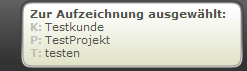 Zur Aufzeichnung ausgewählt:
K: Testkunde
P: TestProjekt
T: testen